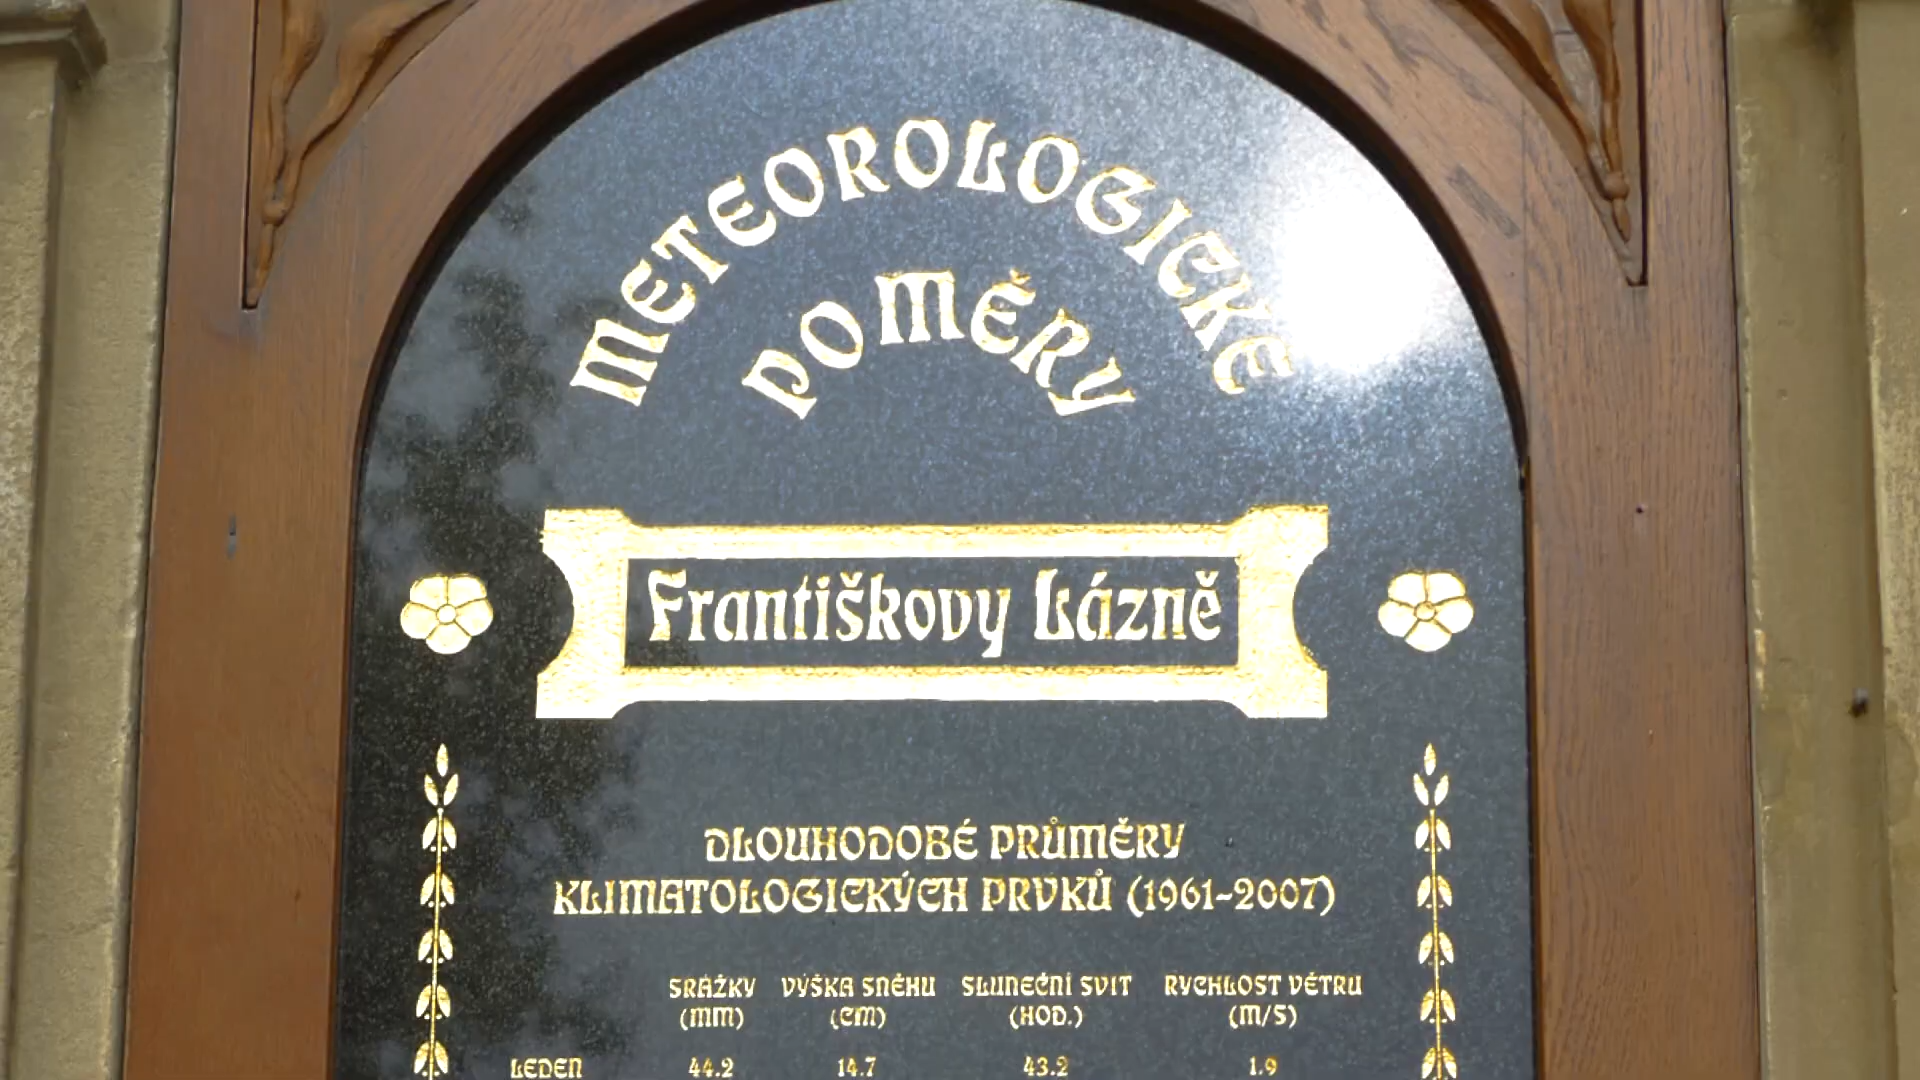 METEOROLOGICKÉ
POMĚRY
Františkovy Lázně
DLOUHODOBÉ PRŮMĚRY
KLIMATOLOGICKÝCH PRVKŮ (1961-2007)
SRÁŽKY VÝŠKA SNĚHU SLUNEČNÍ SVIT RYCHLOST VĚTRU
(MM) (CM) (HOD.) (M/S)
LEDEN 44.2 14.7 43.2 1.9